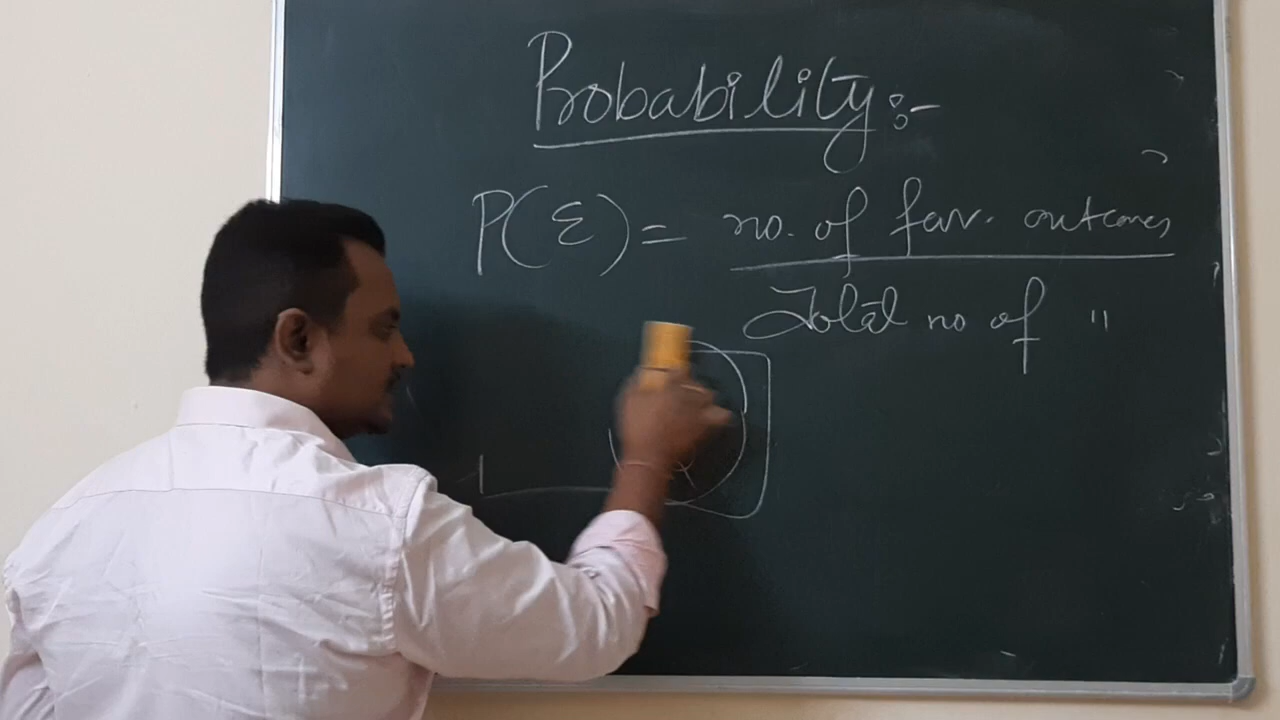 Probability:-
P(E) = no. of fav. outcomes
Total no of "